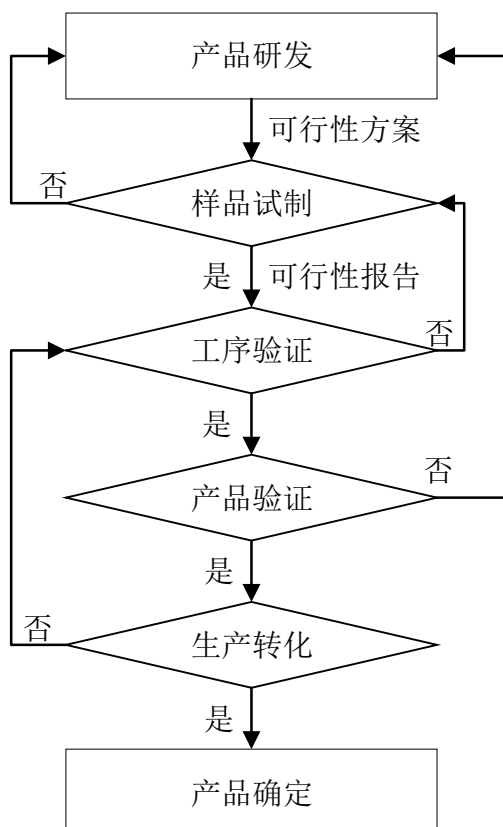 产品研发
可行性方案
否
样品试制
是
可行性报告
否
工序验证
是
否
产品验证
是
否
生产转化
是
产品确定